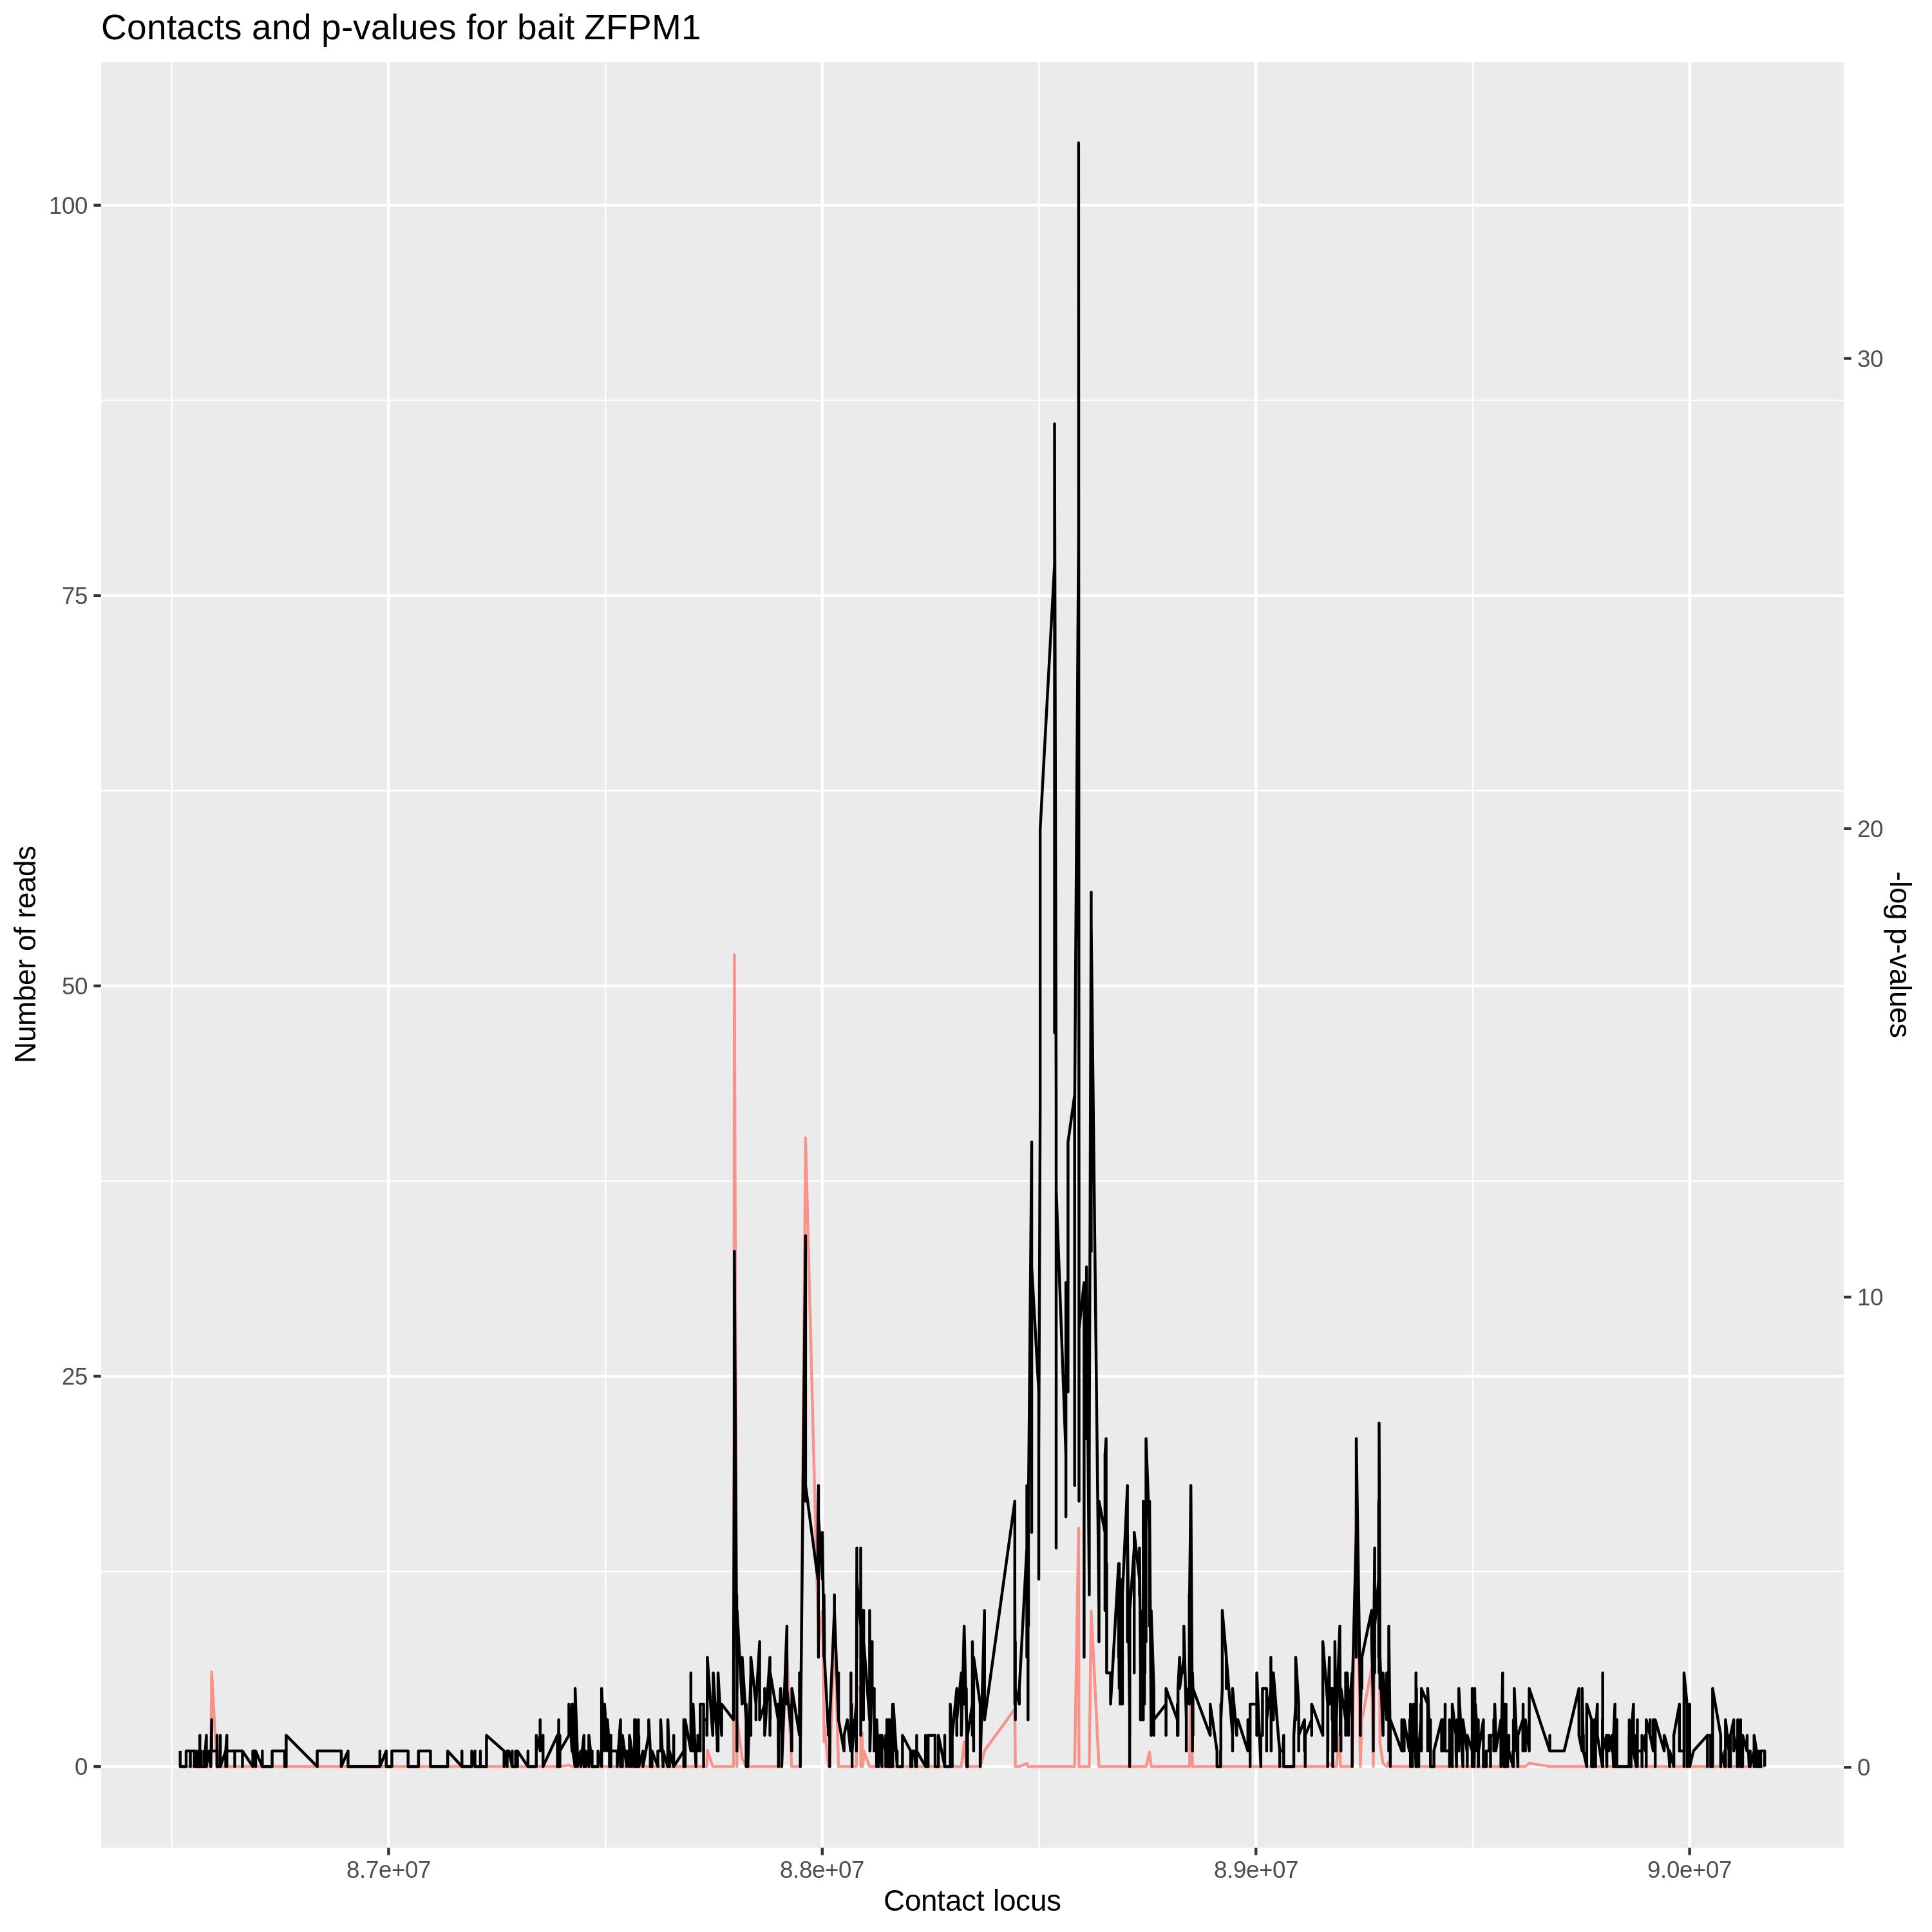 Contacts and p-values for bait ZFPM1
100
75
50
25
0
Number of reads
30
20
10
0
-log p-values
8.7e+07
8.8e+07
8.9e+07
9.0e+07
Contact locus